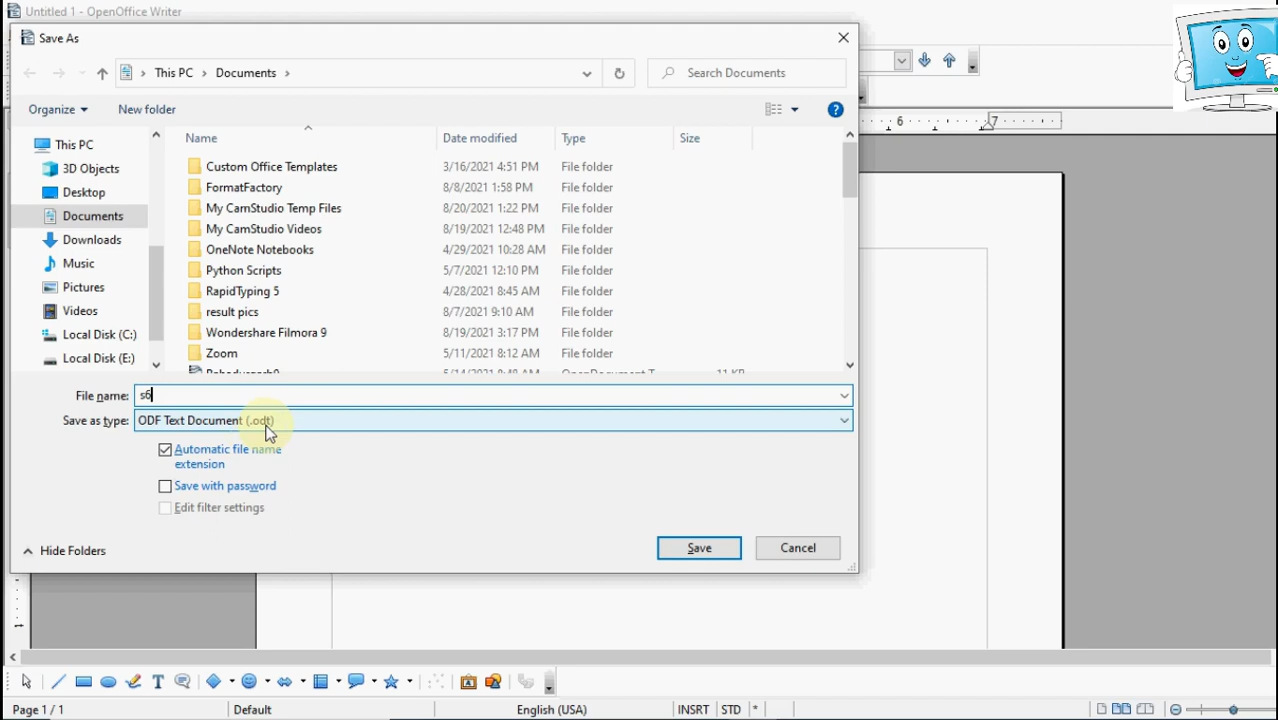 Untitled 1 - OpenOffice Writer
Save As
This PC > Documents >
Search Documents
Organize
New folder
This PC
3D Objects
Desktop
Documents
Downloads
Music
Pictures
Videos
Local Disk (C:)
Local Disk (E:)
Name Date modified Type Size
Custom Office Templates 3/16/2021 4:51 PM File folder
FormatFactory 8/8/2021 1:58 PM File folder
My CamStudio Temp Files 8/20/2021 1:22 PM File folder
My CamStudio Videos 8/19/2021 12:48 PM File folder
OneNote Notebooks 4/29/2021 10:28 AM File folder
Python Scripts 5/7/2021 12:10 PM File folder
RapidTyping 5 4/28/2021 8:45 AM File folder
result pics 8/7/2021 9:10 AM File folder
Wondershare Filmora 9 8/19/2021 3:17 PM File folder
Zoom 5/11/2021 8:12 AM File folder
File name: s6
Save as type: ODF Text Document (.odt)
Automatic file name
extension
Save with password
Edit filter settings
Hide Folders
Save
Cancel
6 7
Page 1 / 1 Default English (USA) INSRT STD *